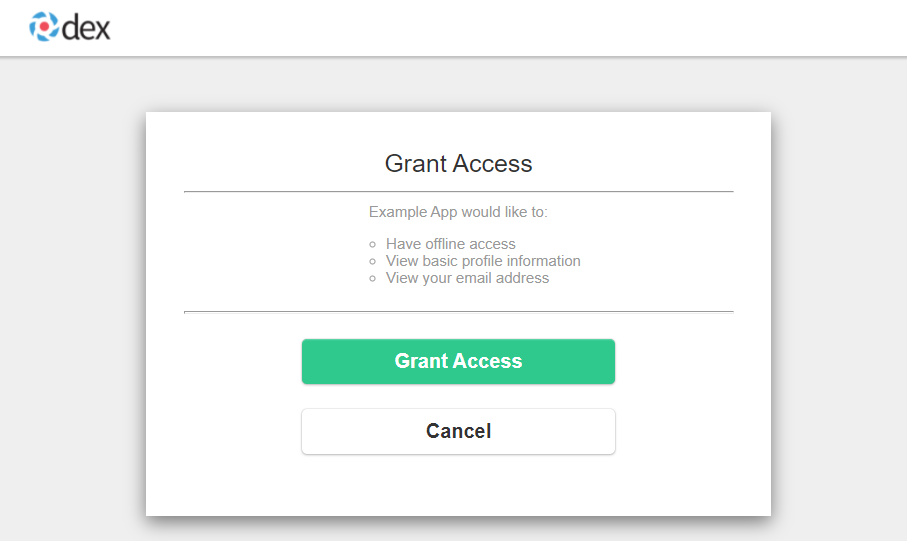 dex
Grant Access
Example App would like to:
Have offline access
View basic profile information
View your email address
Grant Access
Cancel